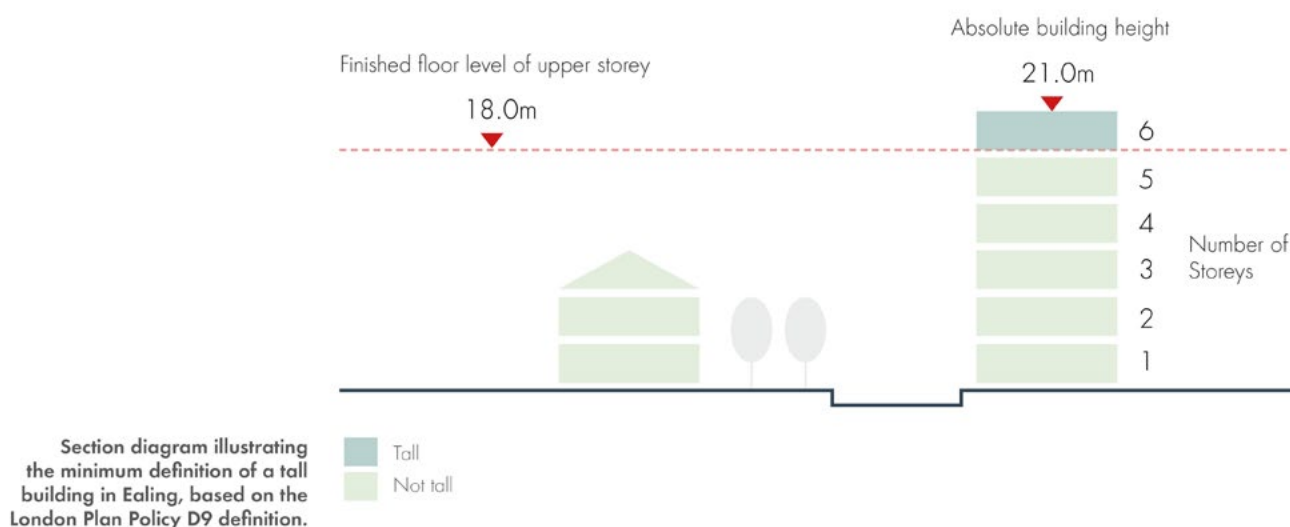 Absolute building height
21.0m
Finished floor level of upper storey
18.0m
6
5
4
3
2
1
Number of
Storeys
Section diagram illustrating
the minimum definition of a tall
building in Ealing, based on the
London Plan Policy D9 definition.
Tall
Not tall